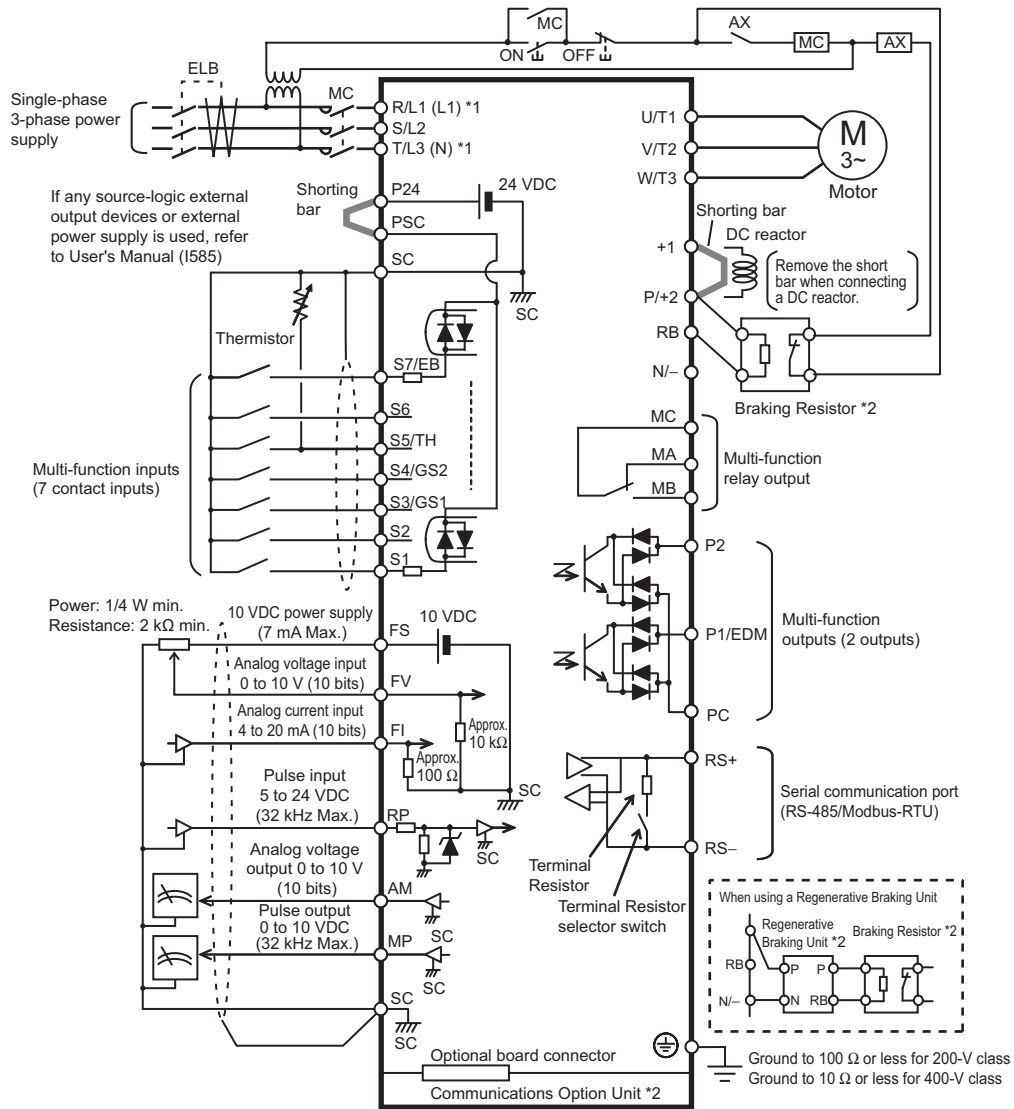 MC
ON
OFF
AX
MC
AX
ELB
MC
Single-phase
3-phase power
supply
R/L1 (L1) *1
S/L2
T/L3 (N) *1
U/T1
V/T2
W/T3
M
3~
Motor
If any source-logic external
output devices or external
power supply is used, refer
to User's Manual (I585)
Shorting
bar
P24
24 VDC
PSC
SC
SC
Shorting bar
DC reactor
+1
P/+2
Remove the short
bar when connecting
a DC reactor.
RB
N/–
Braking Resistor *2
Thermistor
S7/EB
S6
S5/TH
S4/GS2
S3/GS1
S2
S1
Multi-function inputs
(7 contact inputs)
MC
MA
MB
Multi-function
relay output
P2
P1/EDM
PC
Multi-function
outputs (2 outputs)
Power: 1/4 W min.
Resistance: 2 kΩ min.
10 VDC power supply
(7 mA Max.)
FS
10 VDC
Analog voltage input
0 to 10 V (10 bits)
FV
Analog current input
4 to 20 mA (10 bits)
FI
Approx.
10 kΩ
Approx.
100 Ω
SC
Pulse input
5 to 24 VDC
(32 kHz Max.)
RP
SC
Analog voltage
output 0 to 10 V
(10 bits)
AM
SC
Pulse output
0 to 10 VDC
(32 kHz Max.)
MP
SC
SC
SC
RS+
RS–
Serial communication port
(RS-485/Modbus-RTU)
Terminal
Resistor
Terminal Resistor
selector switch
When using a Regenerative Braking Unit
Regenerative
Braking Unit *2
Braking Resistor *2
RB
N/–
P
P
N
RB
Optional board connector
Communications Option Unit *2
Ground to 100 Ω or less for 200-V class
Ground to 10 Ω or less for 400-V class